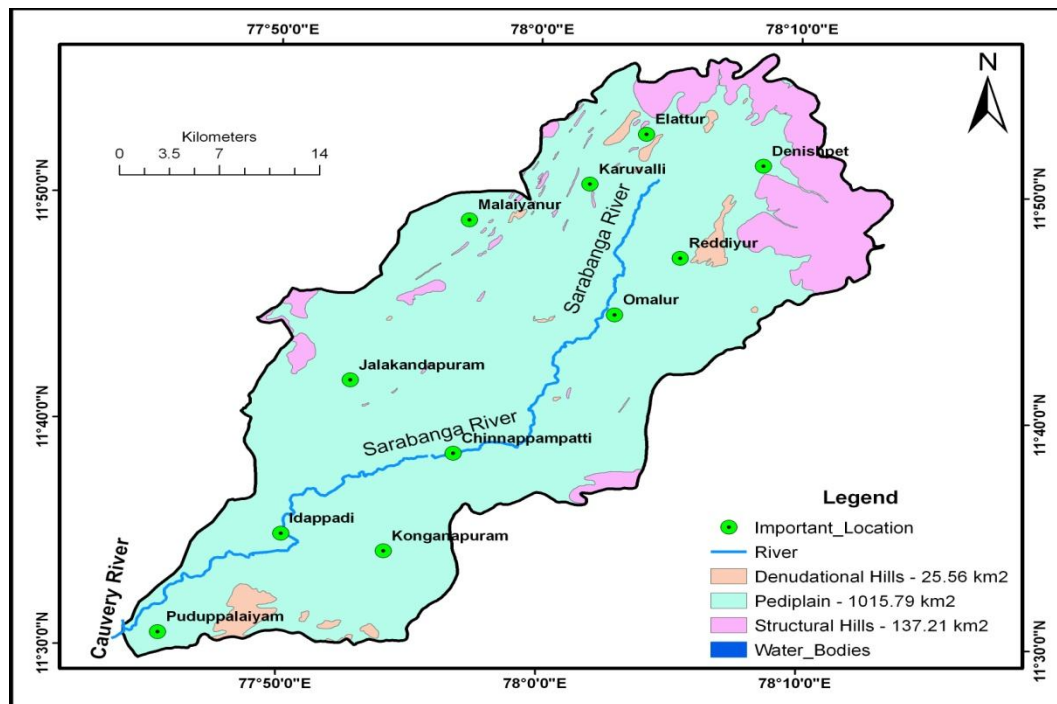 77°50'0"E 78°0'0"E 78°10'0"E
N
Kilometers
0 3.5 7 14
11°50'0"N
11°50'0"N
11°40'0"N
11°40'0"N
11°30'0"N
11°30'0"N
Elattur
Denishpet
Karuvalli
Malaiyanur
Sarabanga River
Reddiyur
Omalur
Jalakandapuram
Sarabanga River
Chinnappampatti
Idappadi
Konganapuram
Cauvery River
Puduppalaiyam
Legend
Important_Location
River
Denudational Hills - 25.56 km2
Pediplain - 1015.79 km2
Structural Hills - 137.21 km2
Water_Bodies
77°50'0"E 78°0'0"E 78°10'0"E